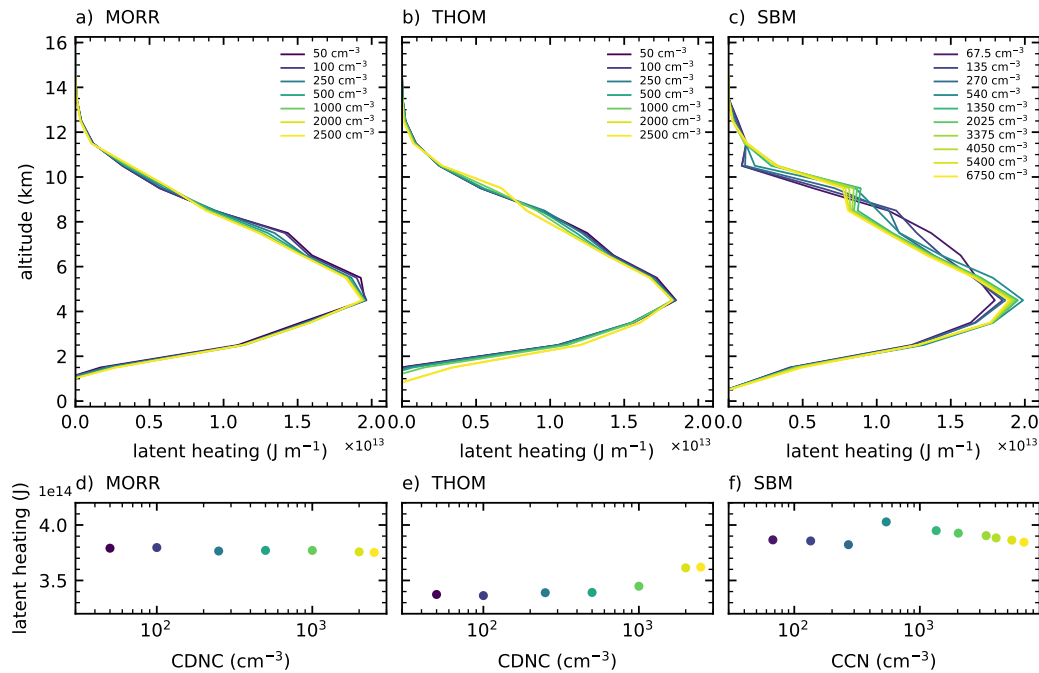 a) MORR
b) THOM
c) SBM
altitude (km)
16
14
12
10
8
6
4
2
0
50 cm⁻³
100 cm⁻³
250 cm⁻³
500 cm⁻³
1000 cm⁻³
2000 cm⁻³
2500 cm⁻³
50 cm⁻³
100 cm⁻³
250 cm⁻³
500 cm⁻³
1000 cm⁻³
2000 cm⁻³
2500 cm⁻³
67.5 cm⁻³
135 cm⁻³
270 cm⁻³
540 cm⁻³
1350 cm⁻³
2025 cm⁻³
3375 cm⁻³
4050 cm⁻³
5400 cm⁻³
6750 cm⁻³
0.0 0.5 1.0 1.5 2.0
0.0 0.5 1.0 1.5 2.0
0.0 0.5 1.0 1.5 2.0
latent heating (J m⁻¹) ×10¹³
latent heating (J m⁻¹) ×10¹³
latent heating (J m⁻¹) ×10¹³
d) MORR
e) THOM
f) SBM
1e14
latent heating (J)
4.0
3.5
10² 10³
10² 10³
10² 10³
CDNC (cm⁻³)
CDNC (cm⁻³)
CCN (cm⁻³)